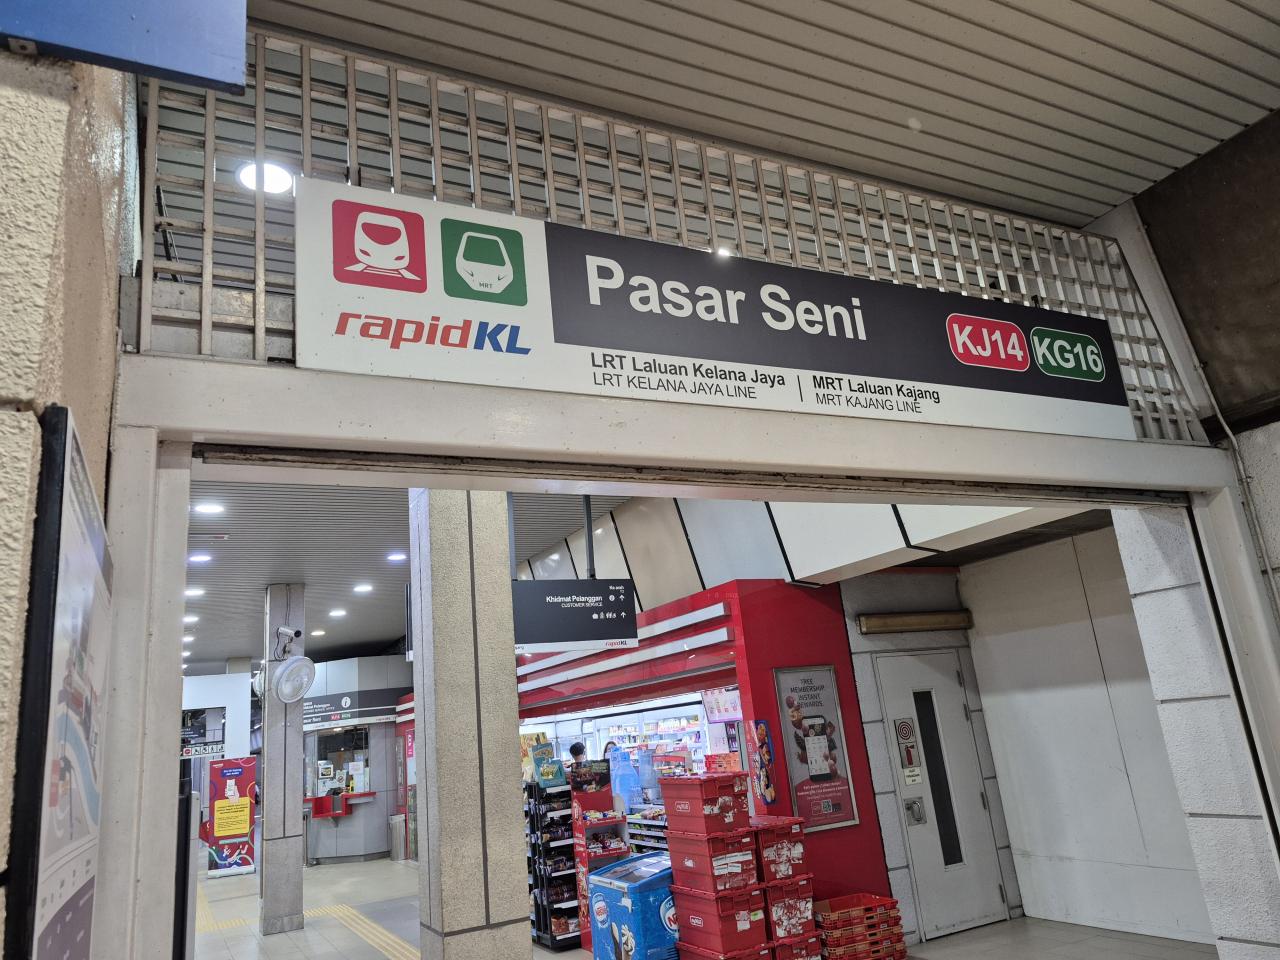 MRT
rapidKL
Pasar Seni
KJ14
KG16
LRT Laluan Kelana Jaya
LRT KELANA JAYA LINE
MRT Laluan Kajang
MRT KAJANG LINE
Khidmat Pelanggan
CUSTOMER SERVICE
rapidKL
FREE
MEMBERSHIP
INSTANT
REWARDS.